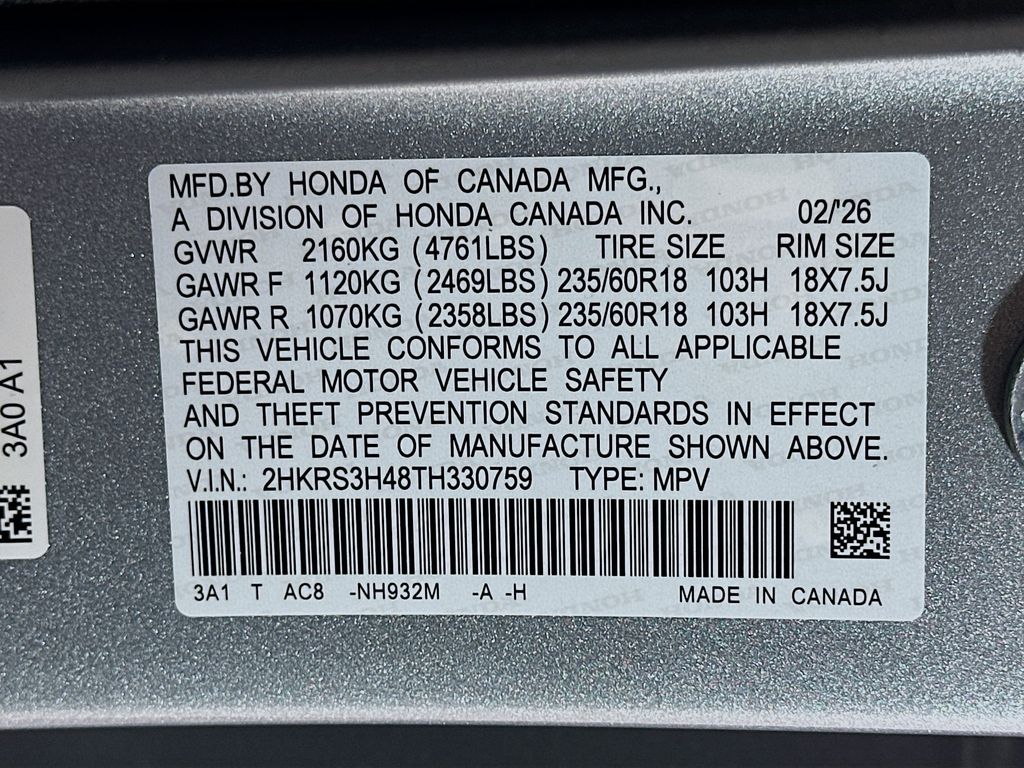 MFD.BY HONDA OF CANADA MFG.,
A DIVISION OF HONDA CANADA INC. 02/'26
GVWR 2160KG (4761LBS) TIRE SIZE RIM SIZE
GAWR F 1120KG (2469LBS) 235/60R18 103H 18X7.5J
GAWR R 1070KG (2358LBS) 235/60R18 103H 18X7.5J
THIS VEHICLE CONFORMS TO ALL APPLICABLE
FEDERAL MOTOR VEHICLE SAFETY
AND THEFT PREVENTION STANDARDS IN EFFECT
ON THE DATE OF MANUFACTURE SHOWN ABOVE.
V.I.N.: 2HKRS3H48TH330759 TYPE: MPV
3A1 T AC8 -NH932M -A -H MADE IN CANADA
3A0 A1